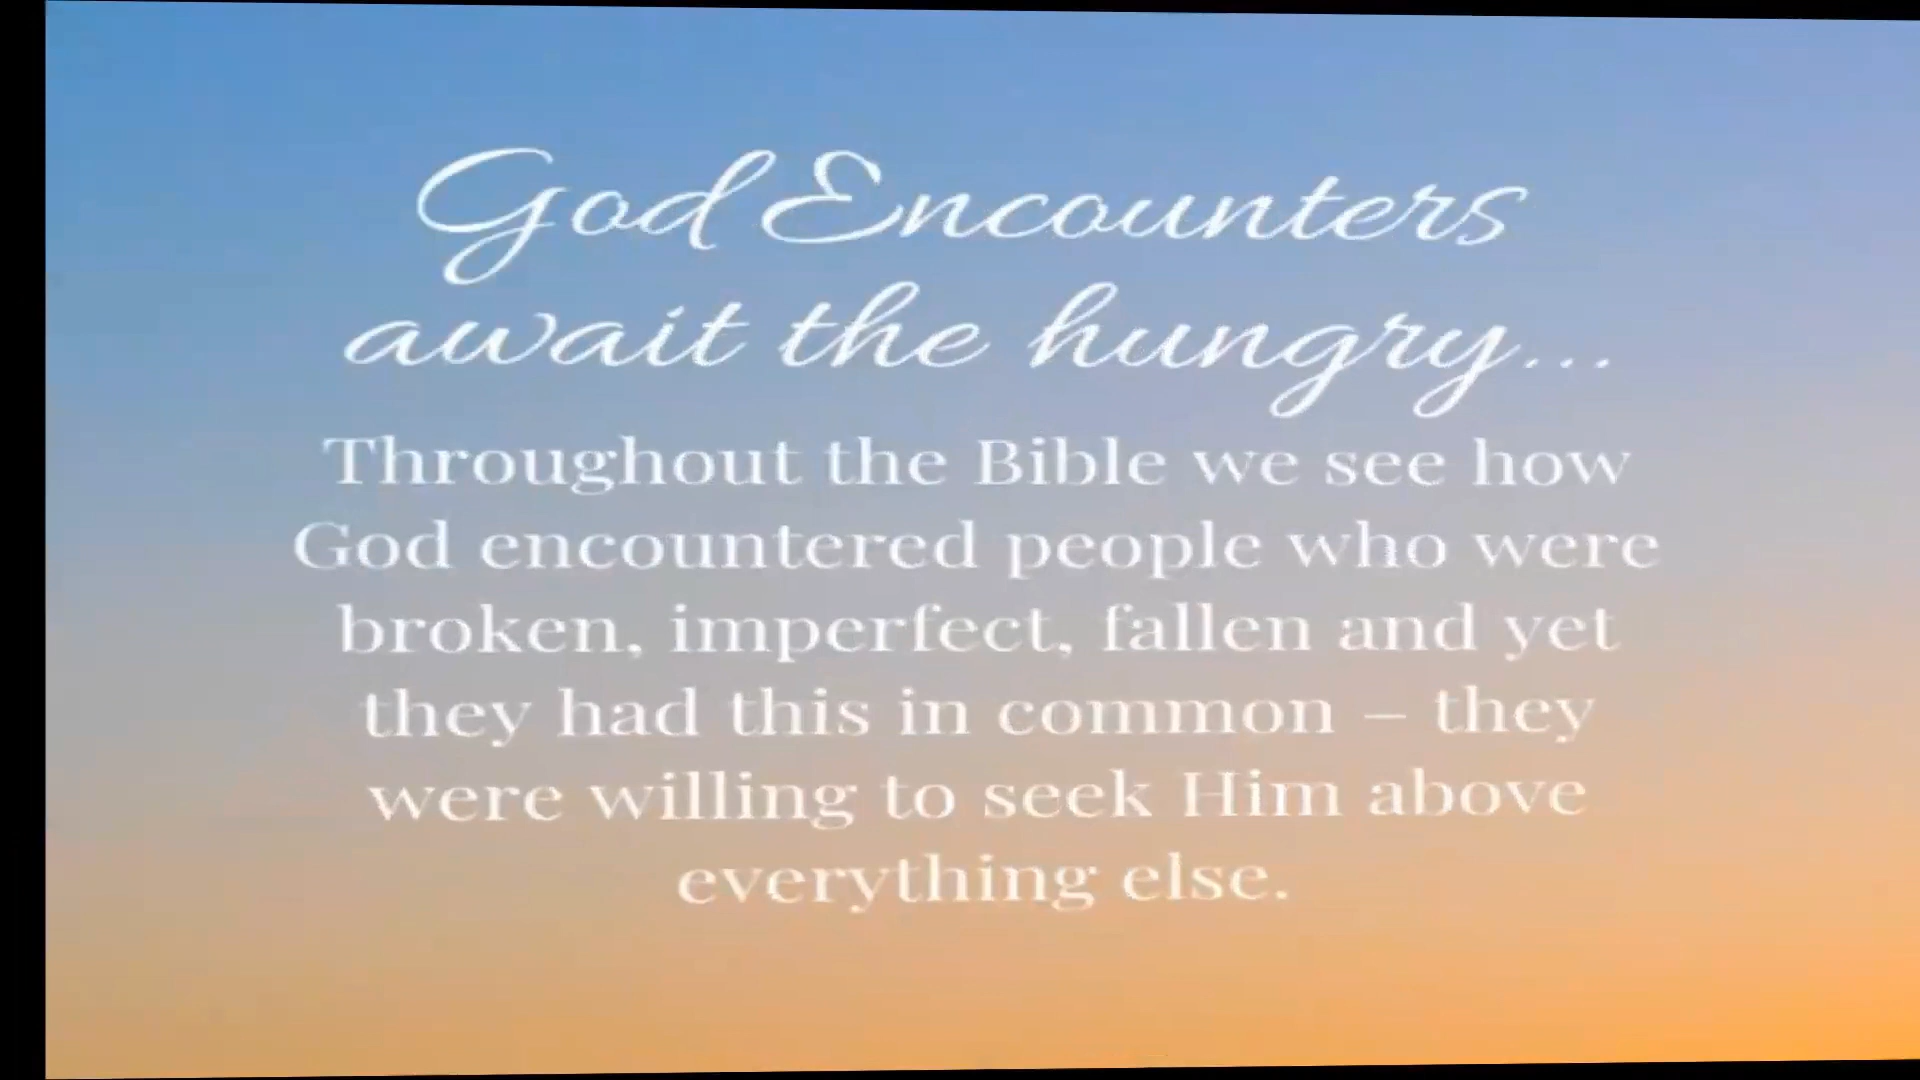 God Encounters
await the hungry...
Throughout the Bible we see how
God encountered people who were
broken, imperfect, fallen and yet
they had this in common – they
were willing to seek Him above
everything else.